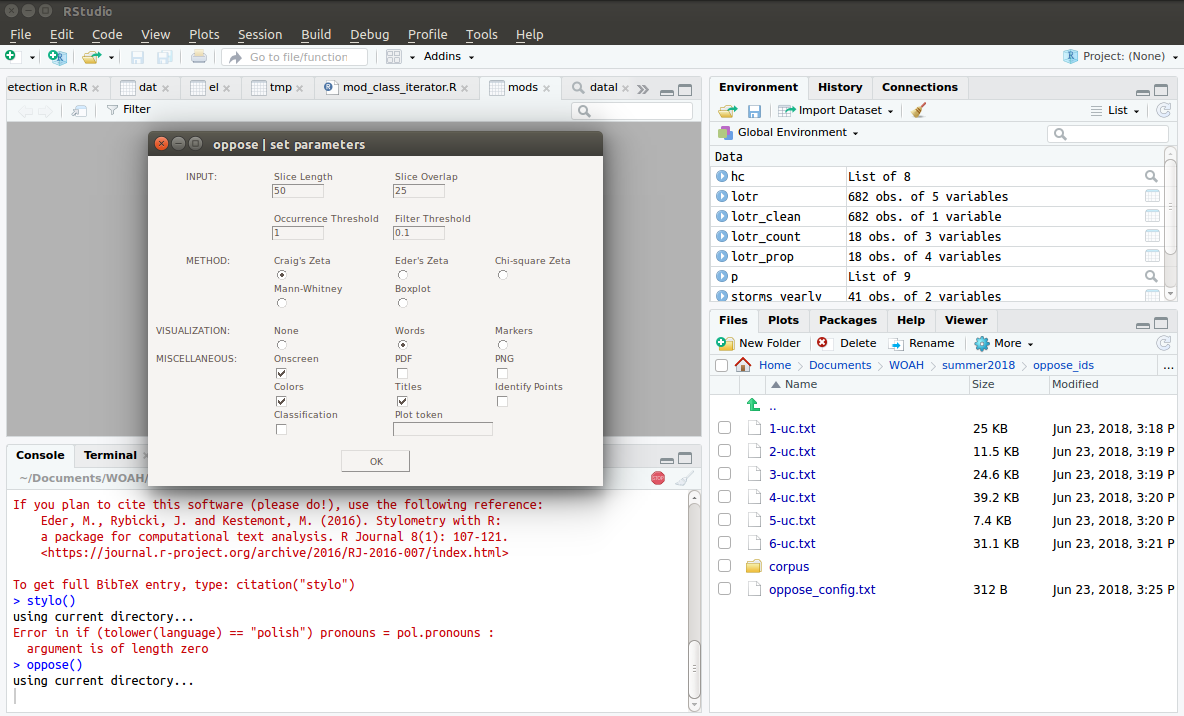 RStudio
File Edit Code View Plots Session Build Debug Profile Tools Help
Go to file/function Addins Project: (None)
etection in R.R dat el tmp mod_class_iterator.R mods datal
Filter
oppose | set parameters
INPUT: Slice Length Slice Overlap
50 25
Occurrence Threshold Filter Threshold
1 0.1
METHOD: Craig's Zeta Eder's Zeta Chi-square Zeta
Mann-Whitney Boxplot
VISUALIZATION: None Words Markers
MISCELLANEOUS: Onscreen PDF PNG
Colors Titles Identify Points
Classification Plot token
OK
Console Terminal
~/Documents/WOAH/
If you plan to cite this software (please do!), use the following reference:
Eder, M., Rybicki, J. and Kestemont, M. (2016). Stylometry with R:
a package for computational text analysis. R Journal 8(1): 107-121.
<https://journal.r-project.org/archive/2016/RJ-2016-007/index.html>
To get full BibTeX entry, type: citation("stylo")
> stylo()
using current directory...
Error in if (tolower(language) == "polish") pronouns = pol.pronouns :
argument is of length zero
> oppose()
using current directory...
Environment History Connections
Import Dataset List
Global Environment
Data
hc List of 8
lotr 682 obs. of 5 variables
lotr_clean 682 obs. of 1 variable
lotr_count 18 obs. of 3 variables
lotr_prop 18 obs. of 4 variables
p List of 9
storms_yearly 41 obs. of 2 variables
Files Plots Packages Help Viewer
New Folder Delete Rename More
Home Documents WOAH summer2018 oppose_ids ...
Name Size Modified
..
1-uc.txt 25 KB Jun 23, 2018, 3:18 P
2-uc.txt 11.5 KB Jun 23, 2018, 3:19 P
3-uc.txt 24.6 KB Jun 23, 2018, 3:19 P
4-uc.txt 39.2 KB Jun 23, 2018, 3:20 P
5-uc.txt 7.4 KB Jun 23, 2018, 3:20 P
6-uc.txt 31.1 KB Jun 23, 2018, 3:21 P
corpus
oppose_config.txt 312 B Jun 23, 2018, 3:25 P